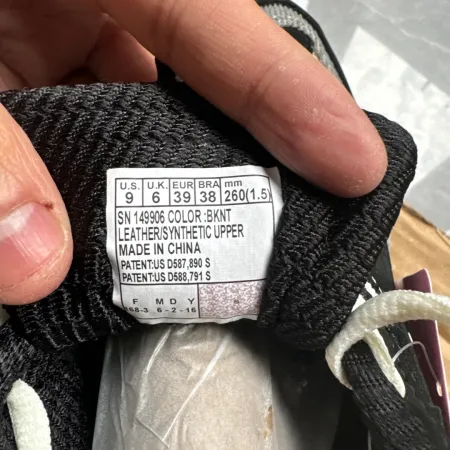 U.S. U.K. EUR BRA mm
9 6 39 38 260(1.5)
SN 149906 COLOR :BKNT
LEATHER/SYNTHETIC UPPER
MADE IN CHINA
PATENT:US D587,890 S
PATENT:US D588,791 S
F M D Y
6-2-16